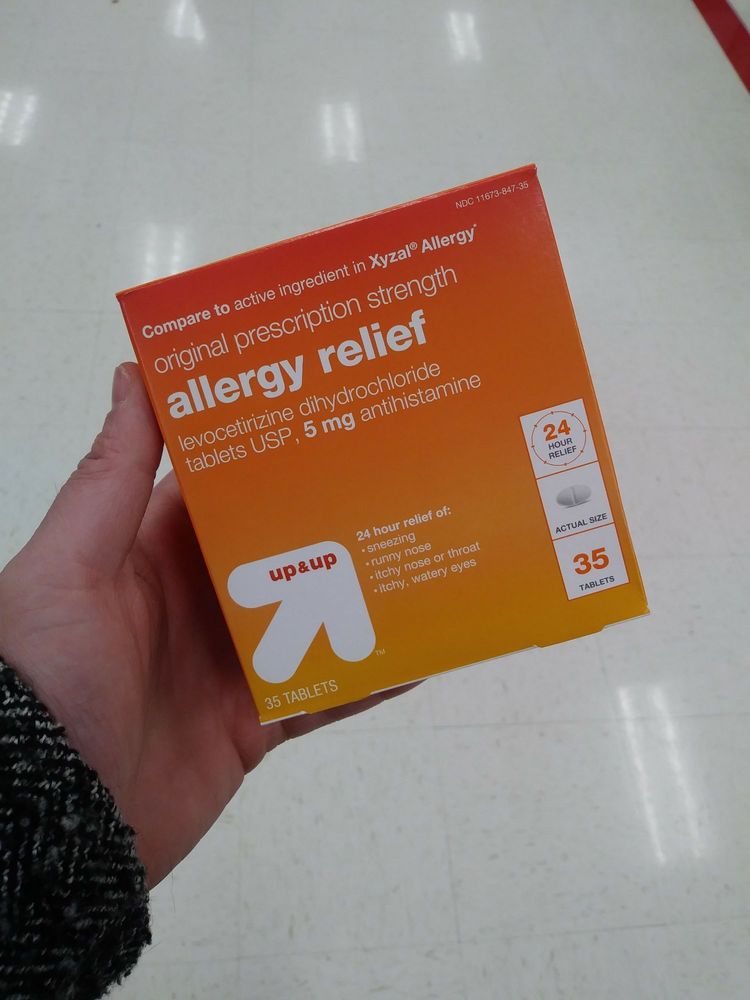 NDC 11673-847-35
Compare to active ingredient in Xyzal® Allergy*
original prescription strength
allergy relief
levocetirizine dihydrochloride
tablets USP, 5 mg antihistamine
24
HOUR
RELIEF
ACTUAL SIZE
35
TABLETS
24 hour relief of:
• sneezing
• runny nose
• itchy nose or throat
• itchy, watery eyes
up&up
TM
35 TABLETS